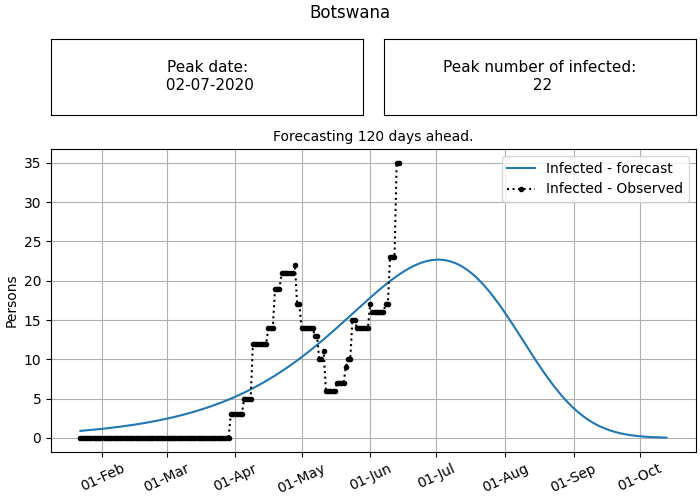 Botswana
Peak date:
02-07-2020
Peak number of infected:
22
Forecasting 120 days ahead.
Infected - forecast
Infected - Observed
Persons
35
30
25
20
15
10
5
0
01-Feb
01-Mar
01-Apr
01-May
01-Jun
01-Jul
01-Aug
01-Sep
01-Oct